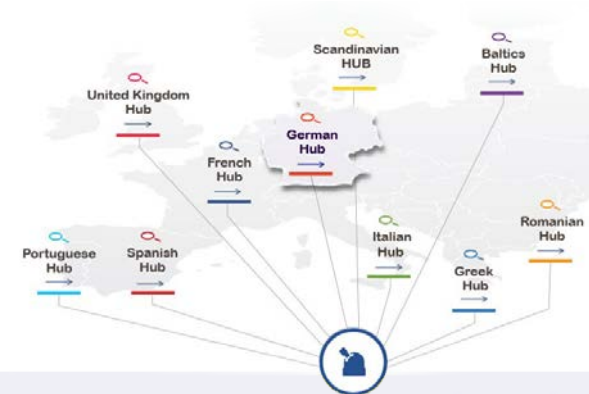 Scandinavian
HUB
Baltics
Hub
United Kingdom
Hub
German
Hub
French
Hub
Romanian
Hub
Italian
Hub
Portuguese
Hub
Spanish
Hub
Greek
Hub